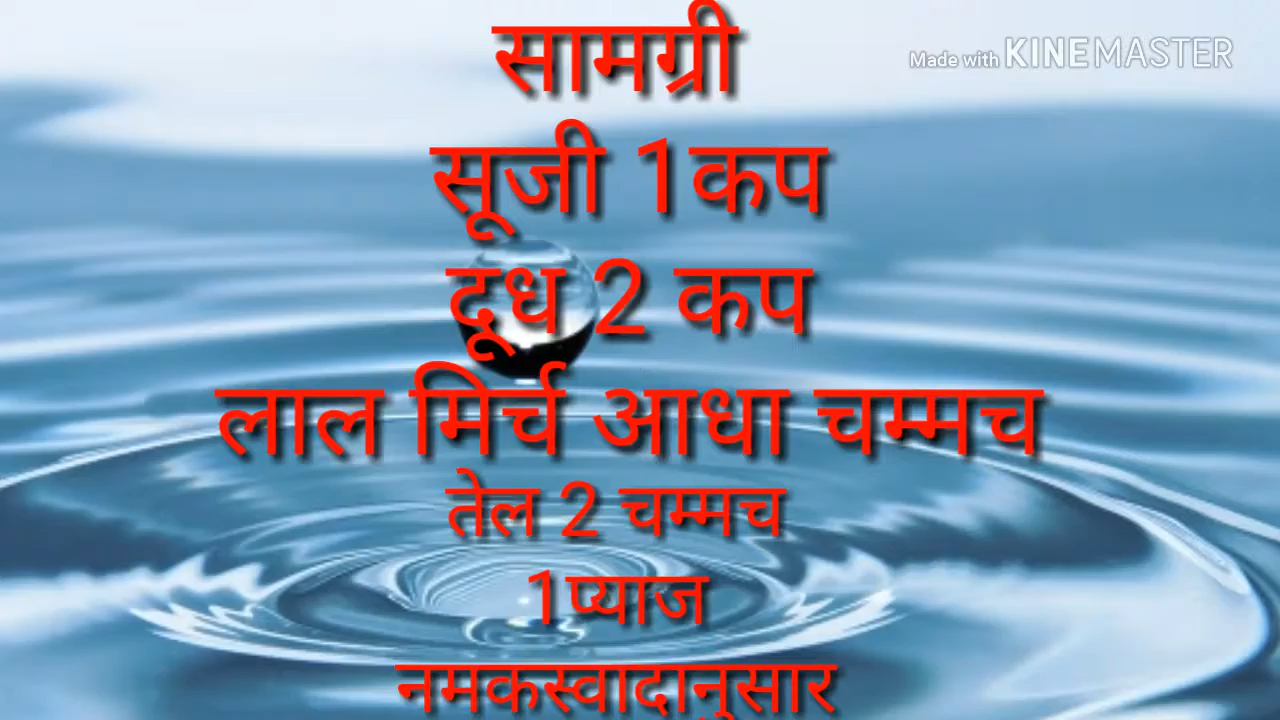 सामग्री
Made with KINEMASTER
सूजी 1कप
दूध 2 कप
लाल मिर्च आधा चम्मच
तेल 2 चम्मच
1प्याज
नमकस्वादानुसार